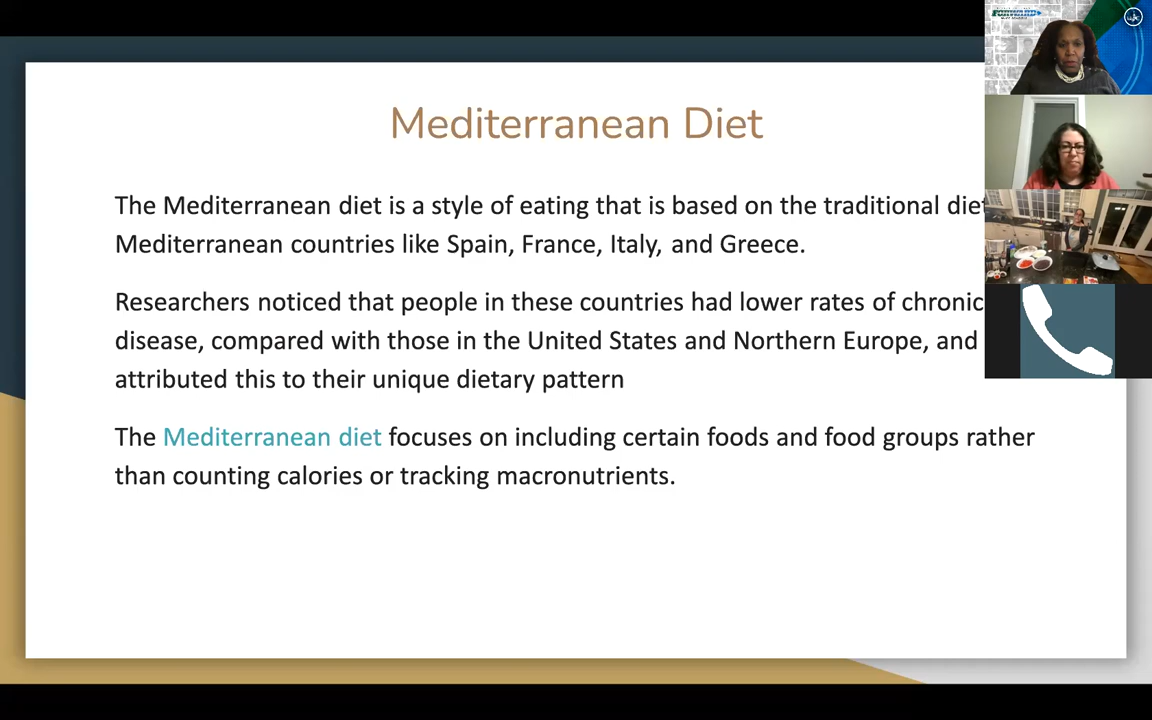 Mediterranean Diet
The Mediterranean diet is a style of eating that is based on the traditional
Mediterranean countries like Spain, France, Italy, and Greece.
Researchers noticed that people in these countries had lower rates of chronic
disease, compared with those in the United States and Northern Europe, and
attributed this to their unique dietary pattern
The Mediterranean diet focuses on including certain foods and food groups rather
than counting calories or tracking macronutrients.
FORWARD